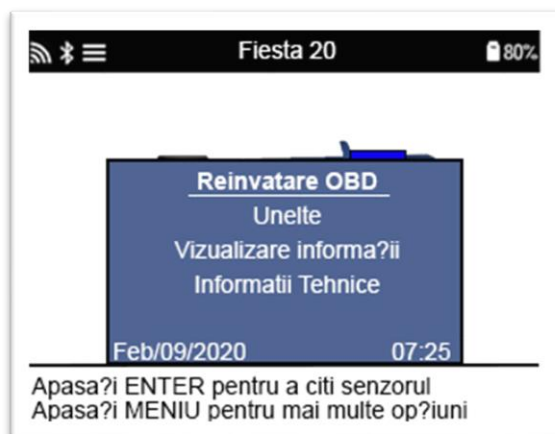 Fiesta 20 80%
Reinvatare OBD
Unelte
Vizualizare informa?ii
Informatii Tehnice
Feb/09/2020 07:25
Apasa?i ENTER pentru a citi senzorul
Apasa?i MENIU pentru mai multe op?iuni